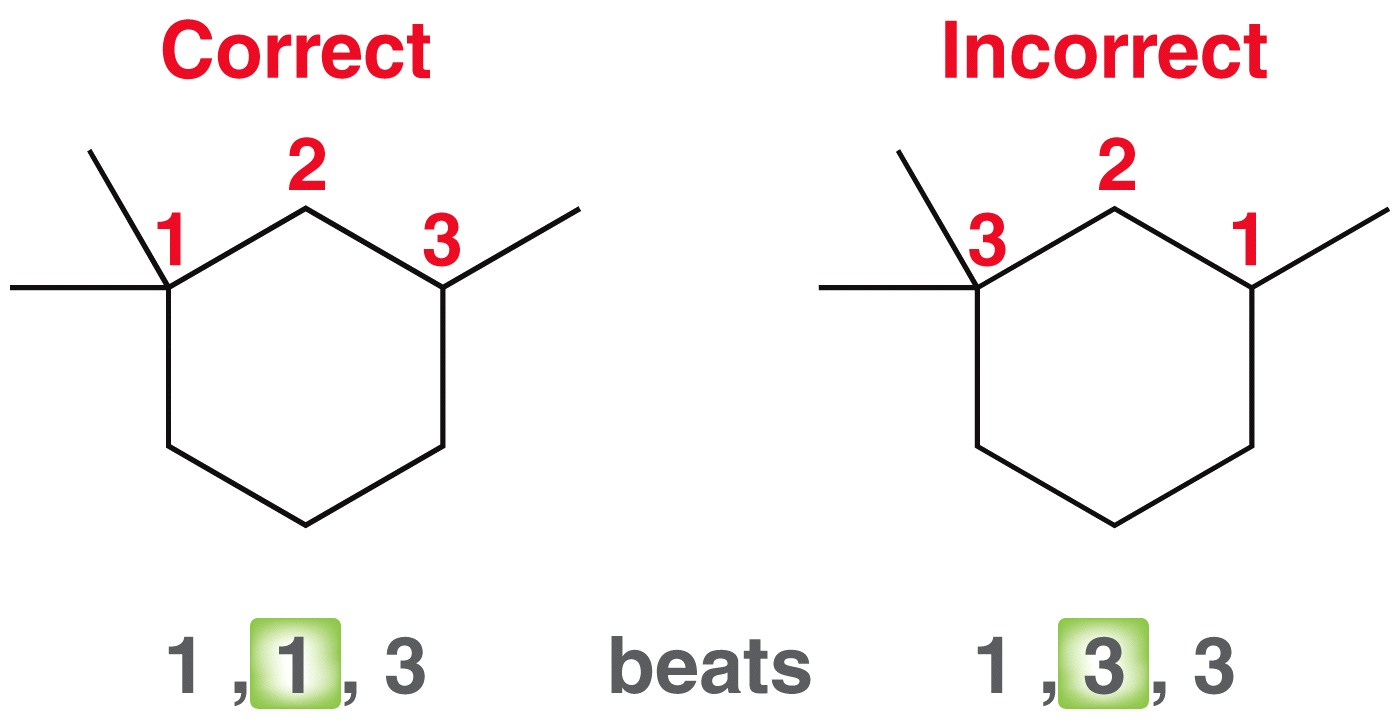 Correct
Incorrect
2
1
3
2
3
1
1 , 1 , 3 beats 1 , 3 , 3